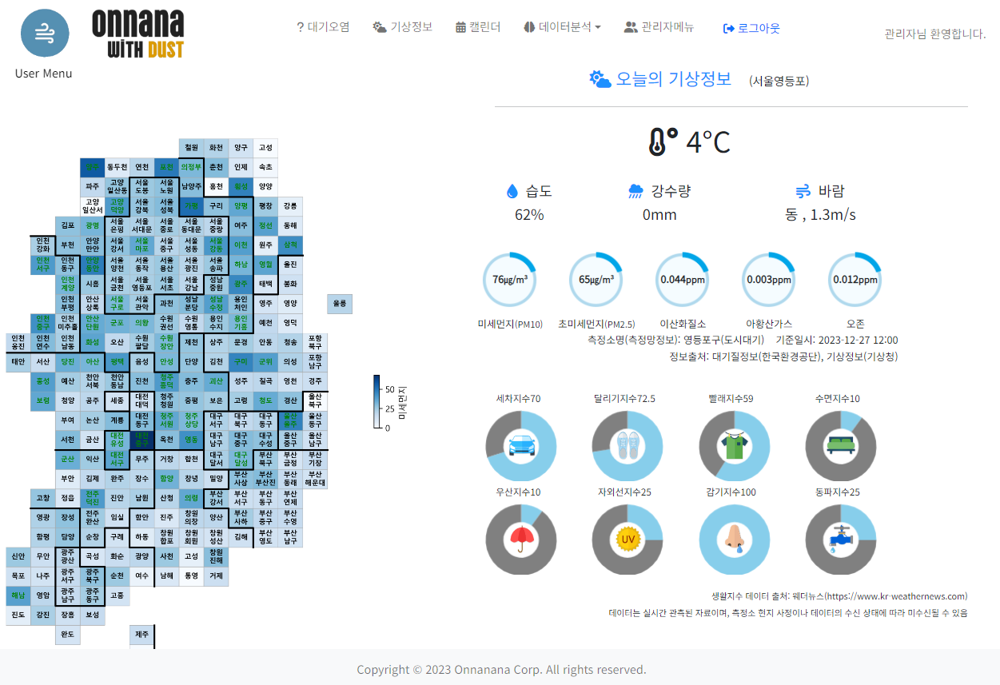 onnana
WiTH DUST
User Menu
? 대기오염
기상정보
캘린더
데이터분석
관리자메뉴
로그아웃
관리자님 환영합니다.
오늘의 기상정보 (서울영등포)
4°C
습도 강수량 바람
62% 0mm 동 , 1.3m/s
76μg/m³ 65μg/m³ 0.044ppm 0.003ppm 0.012ppm
미세먼지(PM10) 초미세먼지(PM2.5) 이산화질소 아황산가스 오존
측정소명(측정망정보): 영등포구(도시대기) 기준일시: 2023-12-27 12:00
정보출처: 대기질정보(한국환경공단), 기상정보(기상청)
세차지수70 달리기지수72.5 빨래지수59 수면지수10
우산지수10 자외선지수25 감기지수100 동파지수25
UV
생활지수 데이터 출처: 웨더뉴스(https://www.kr-weathernews.com)
데이터는 실시간 관측된 자료이며, 측정소 현지 사정이나 데이터의 수신 상태에 따라 미수신될 수 있음
철원 화천 양구 고성
동두천 연천 포천 의정부 춘천 인제 속초
파주 고양 일산동 서울 도봉 서울 노원 남양주 홍천 횡성 양양
고양 일산서 고양 덕양 서울 강북 서울 성북 가평 구리 양평 평창 강릉
김포 광명 서울 은평 서울 서대문 서울 종로 서울 동대문 서울 중랑 여주 정선 동해
인천 강화 부천 안양 만안 서울 강서 서울 마포 서울 중구 서울 성동 서울 강동 이천 원주 삼척
인천 서구 인천 동구 안양 동안 서울 양천 서울 동작 서울 용산 서울 광진 서울 송파 하남 영월 울진
인천 계양 시흥 서울 금천 서울 영등포 서울 서초 서울 강남 성남 중원 광주 태백 봉화
인천 부평 안산 상록 서울 구로 서울 관악 과천 성남 분당 성남 수정 용인 처인 영주 영양 울릉
인천 중구 인천 미추홀 안산 단원 군포 의왕 수원 권선 수원 영통 용인 수지 용인 기흥 예천 영덕
인천 옹진 인천 연수 인천 남동 화성 오산 수원 팔달 수원 장안 제천 상주 문경 안동 청송 포항 북구
태안 서산 당진 아산 평택 음성 안성 단양 김천 구미 군위 의성 포항 남구
홍성 예산 천안 서북 천안 동남 진천 청주 흥덕 충주 괴산 성주 칠곡 영천 경주
보령 청양 공주 세종 대전 대덕 청주 청원 증평 보은 고령 청도 경산 울산 북구
부여 논산 계룡 대전 동구 청주 서원 청주 상당 대구 서구 대구 북구 대구 동구 울산 울주 울산 동구
서천 금산 대전 유성 대전 중구 옥천 영동 대구 남구 대구 중구 대구 수성 울산 중구 울산 남구
군산 익산 대전 서구 무주 거창 합천 대구 달서 대구 달성 부산 북구 부산 금정 부산 기장
부안 김제 완주 장수 함양 창녕 밀양 부산 사상 부산 부산진 부산 동래 부산 해운대
고창 정읍 전주 덕진 진안 남원 산청 의령 부산 강서 부산 서구 부산 동구 부산 연제
영광 장성 전주 완산 임실 함안 진주 창원 의창 양산 부산 사하 부산 중구 부산 수영
함평 담양 순창 구례 하동 창원 합포 창원 회원 창원 성산 김해 부산 영도 부산 남구
신안 무안 광주 광산 곡성 화순 광양 사천 고성 창원 진해
목포 나주 광주 서구 광주 북구 순천 여수 남해 통영 거제
해남 영암 광주 남구 광주 동구 고흥
진도 강진 장흥 보성
완도 제주
50
25
0
미세먼지
Copyright © 2023 Onnanana Corp. All rights reserved.